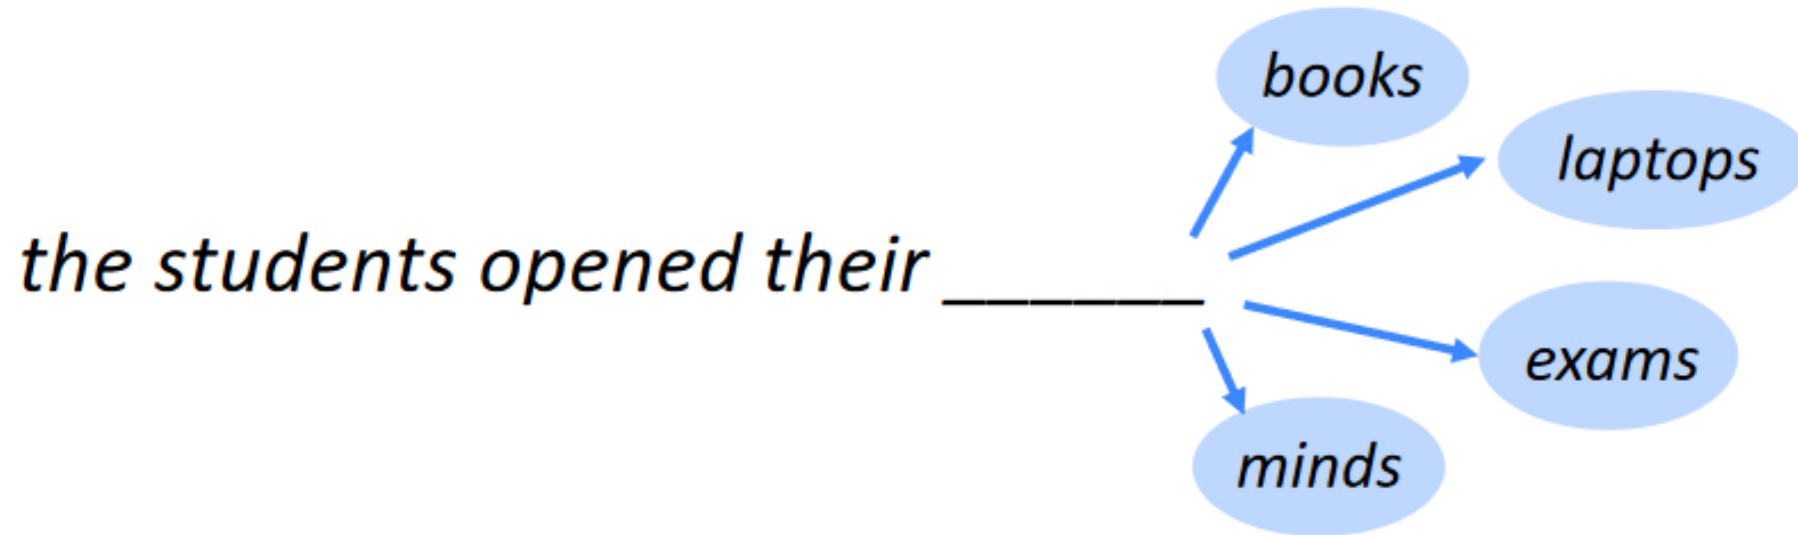 books
laptops
the students opened their ______
exams
minds